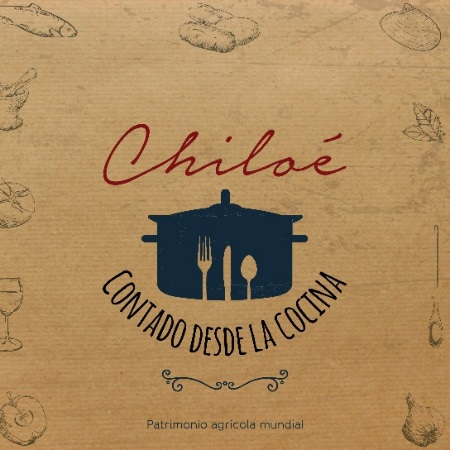 Chiloé
CONTADO DESDE LA COCINA
Patrimonio agrícola mundial